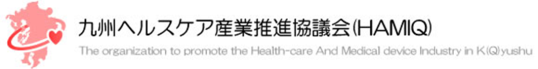 九州ヘルスケア産業推進協議会(HAMIQ)
The organization to promote the Health-care And Medical device Industry in K(Q)yushu